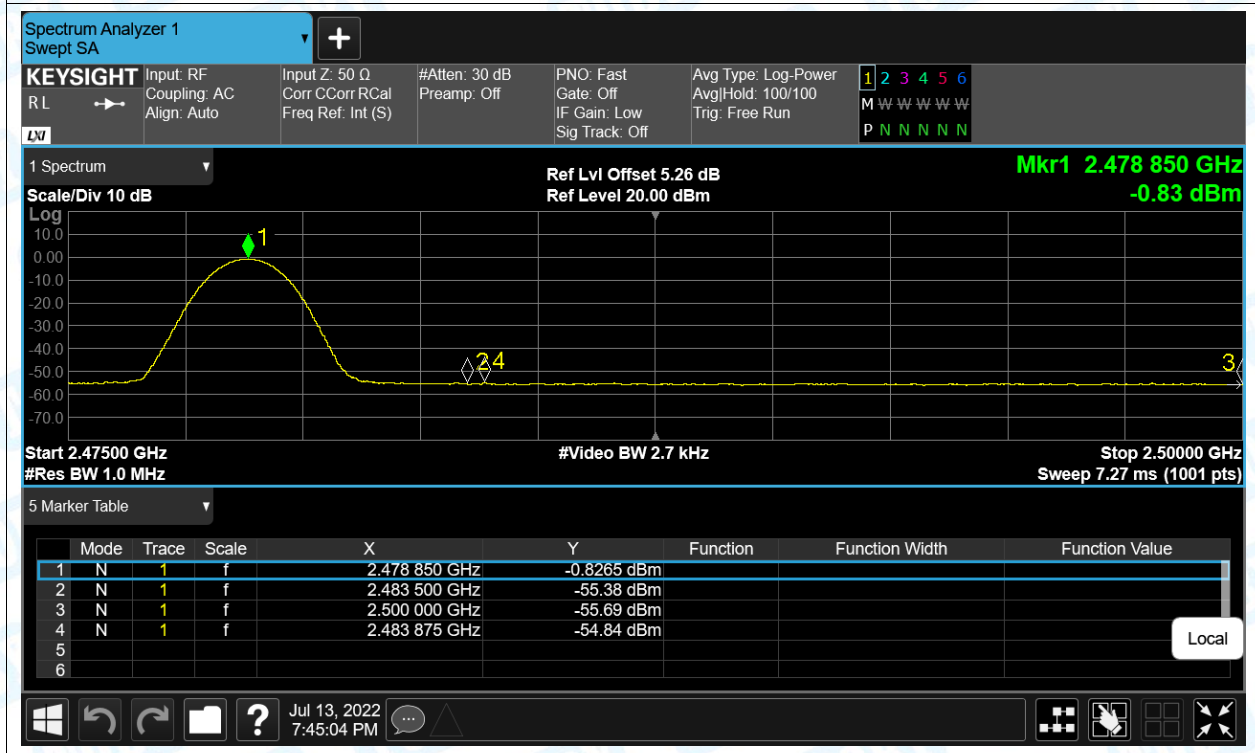 Spectrum Analyzer 1
Swept SA
+
KEYSIGHT Input: RF Input Z: 50 Ω #Atten: 30 dB PNO: Fast Avg Type: Log-Power 1 2 3 4 5 6
R L Coupling: AC Corr CCorr RCal Preamp: Off Gate: Off Avg|Hold: 100/100 M W W W W W
Align: Auto Freq Ref: Int (S) IF Gain: Low Trig: Free Run
LXI Sig Track: Off P N N N N N
1 Spectrum Ref Lvl Offset 5.26 dB Mkr1 2.478 850 GHz
Scale/Div 10 dB Ref Level 20.00 dBm -0.83 dBm
Log
10.0 1
0.00
-10.0
-20.0
-30.0
-40.0 2 4 3
-50.0
-60.0
-70.0
Start 2.47500 GHz #Video BW 2.7 kHz Stop 2.50000 GHz
#Res BW 1.0 MHz Sweep 7.27 ms (1001 pts)
5 Marker Table
Mode Trace Scale X Y Function Function Width Function Value
1 N 1 f 2.478 850 GHz -0.8265 dBm
2 N 1 f 2.483 500 GHz -55.38 dBm
3 N 1 f 2.500 000 GHz -55.69 dBm
4 N 1 f 2.483 875 GHz -54.84 dBm
5 Local
6
? Jul 13, 2022
7:45:04 PM